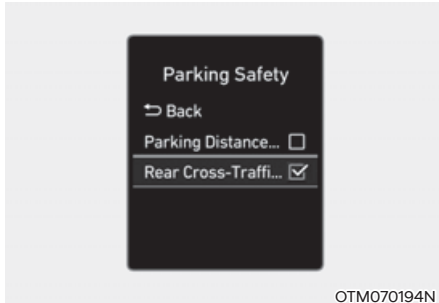 Parking Safety
Back
Parking Distance...
Rear Cross-Traffi...
OTM070194N